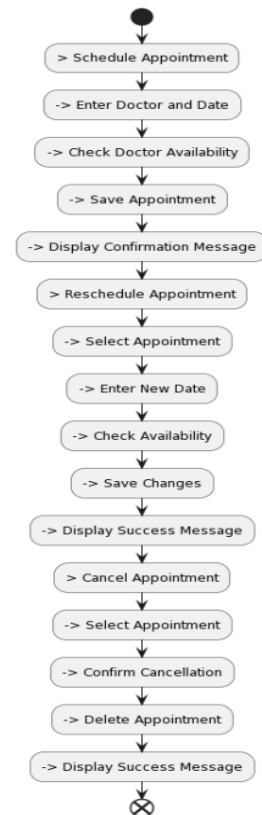 > Schedule Appointment
-> Enter Doctor and Date
-> Check Doctor Availability
-> Save Appointment
-> Display Confirmation Message
> Reschedule Appointment
-> Select Appointment
-> Enter New Date
-> Check Availability
-> Save Changes
-> Display Success Message
> Cancel Appointment
-> Select Appointment
-> Confirm Cancellation
-> Delete Appointment
-> Display Success Message